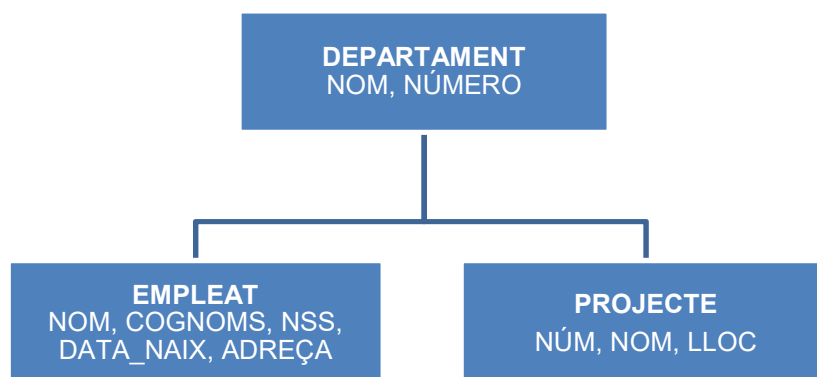 DEPARTAMENT
NOM, NÚMERO
EMPLEAT
NOM, COGNOMS, NSS,
DATA_NAIX, ADREÇA
PROJECTE
NÚM, NOM, LLOC